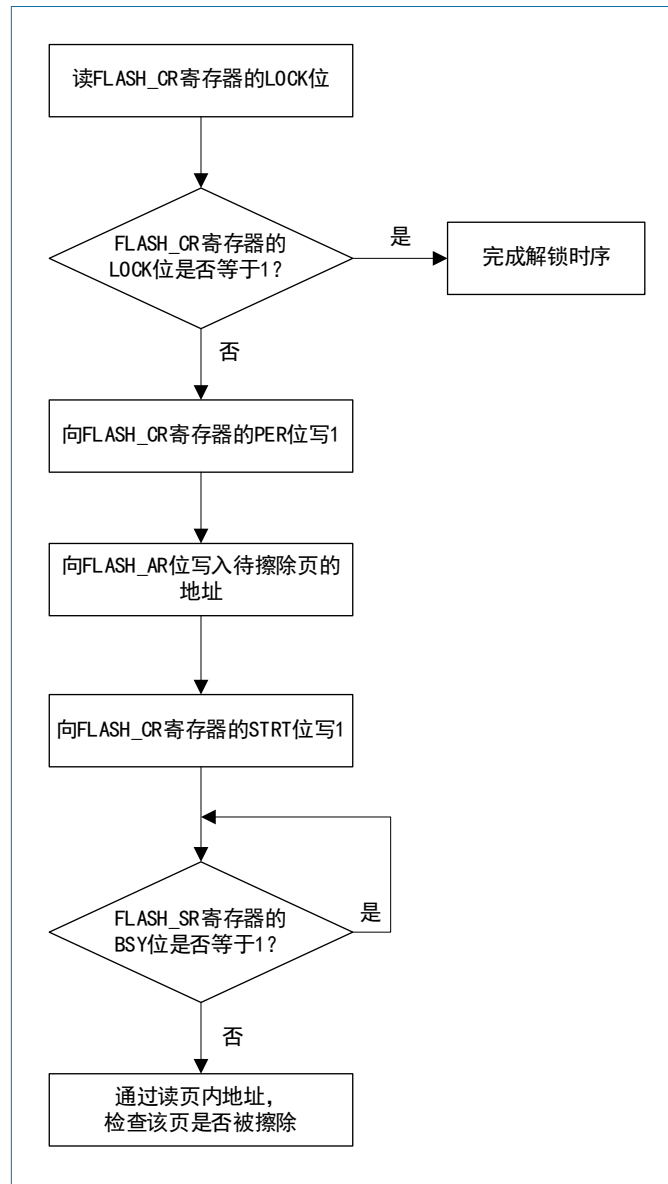 读FLASH_CR寄存器的LOCK位
FLASH_CR寄存器的
LOCK位是否等于1？
是
完成解锁时序
否
向FLASH_CR寄存器的PER位写1
向FLASH_AR位写入待擦除页的
地址
向FLASH_CR寄存器的STRT位写1
FLASH_SR寄存器的
BSY位是否等于1？
是
否
通过读页内地址，
检查该页是否被擦除